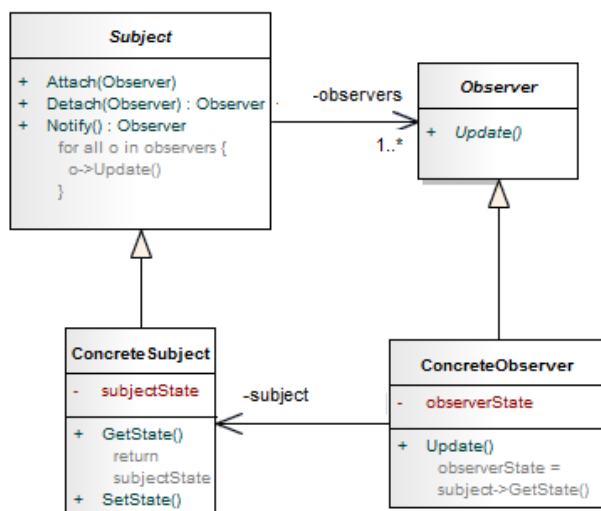 Subject
+ Attach(Observer)
+ Detach(Observer) : Observer
+ Notify() : Observer
for all o in observers {
o->Update()
}
-observers
1..*
Observer
+ Update()
ConcreteSubject
- subjectState
+ GetState()
return
subjectState
+ SetState()
-subject
ConcreteObserver
- observerState
+ Update()
observerState =
subject->GetState()